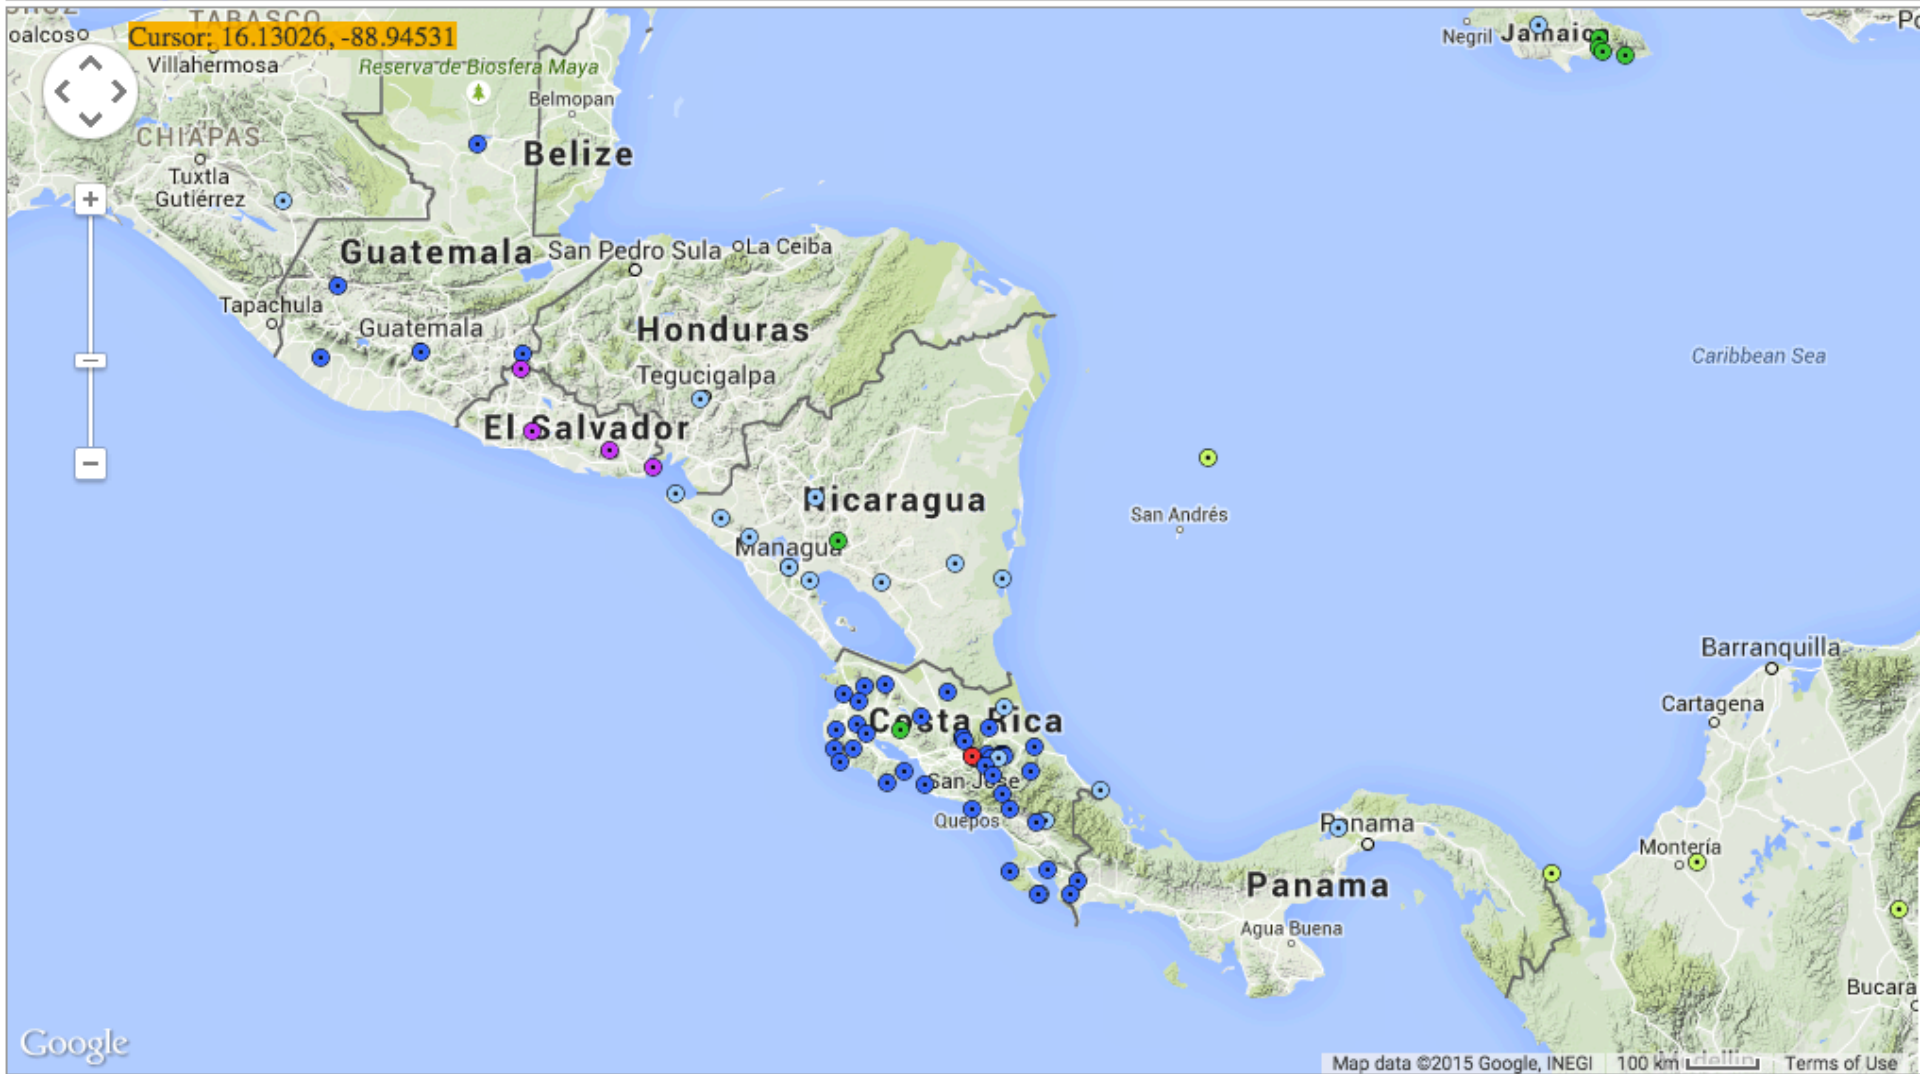 TABASCO
oalcos
Cursor: 16.13026, -88.94531
Villahermosa
Reserva de Biosfera Maya
Negril
Jamaica
Belmopan
CHIAPAS
Belize
Tuxtla
Gutiérrez
Guatemala
San Pedro Sula
La Ceiba
Tapachula
Guatemala
Honduras
Caribbean Sea
Tegucigalpa
El Salvador
Nicaragua
San Andrés
Managua
Barranquilla
Cartagena
Costa Rica
San Jose
Quepos
Panama
Montería
Panama
Agua Buena
Bucara
Google
Map data ©2015 Google, INEGI
100 km
Medellin
Terms of Use